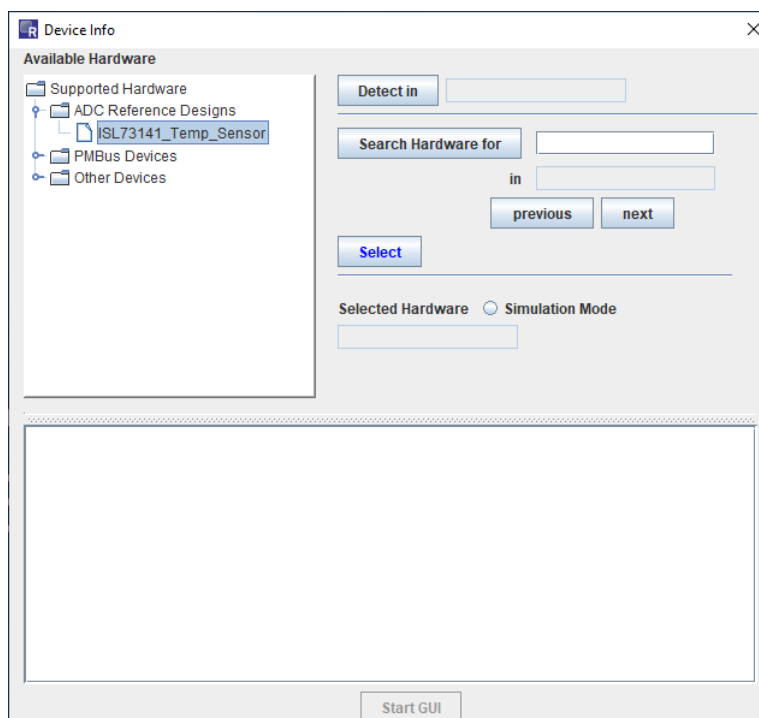 Device Info
Available Hardware
Supported Hardware
ADC Reference Designs
ISL73141_Temp_Sensor
PMBus Devices
Other Devices
Detect in
Search Hardware for
in
previous next
Select
Selected Hardware Simulation Mode
Start GUI